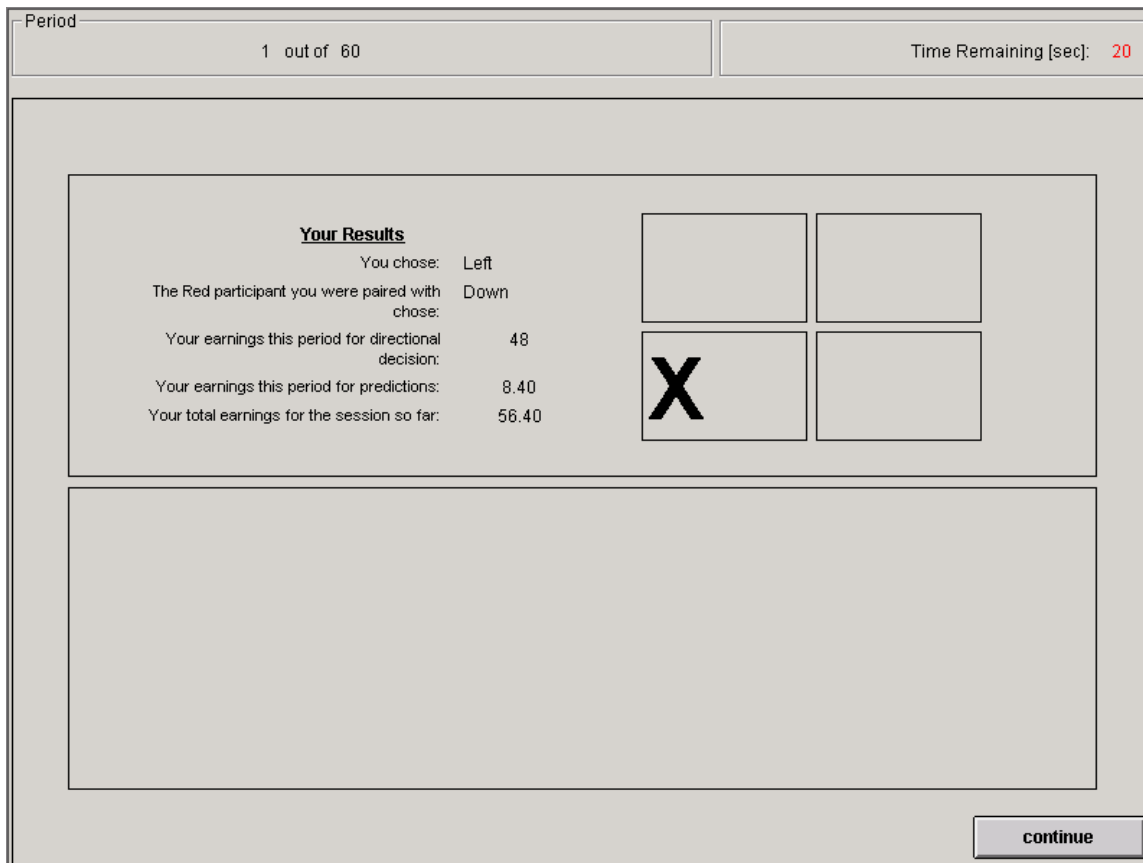 Period
1 out of 60
Time Remaining [sec]: 20
Your Results
You chose: Left
The Red participant you were paired with chose: Down
Your earnings this period for directional decision: 48
Your earnings this period for predictions: 8.40
Your total earnings for the session so far: 56.40
X
continue